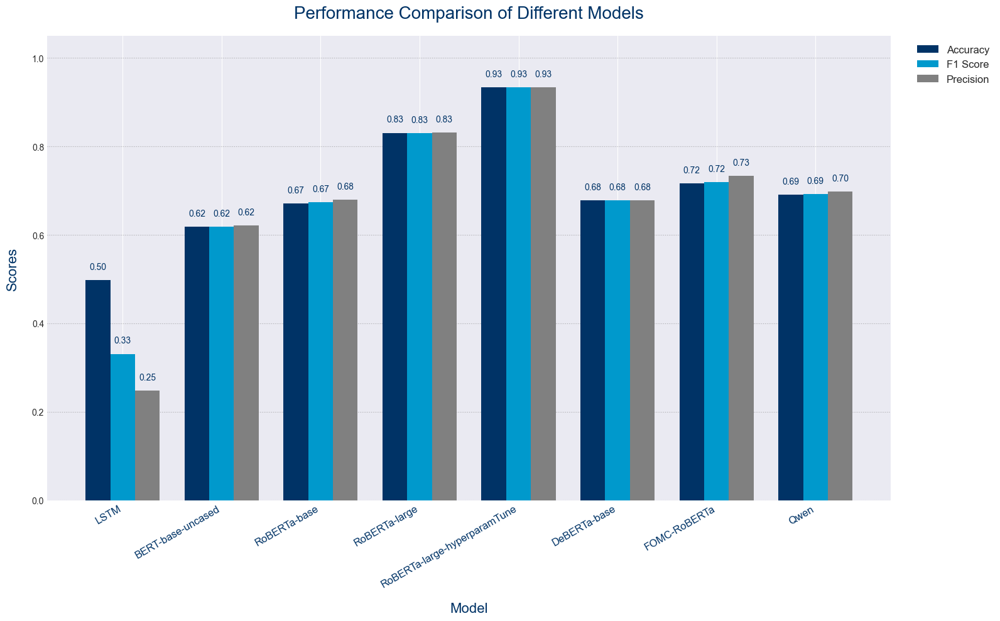 Performance Comparison of Different Models
Accuracy
F1 Score
Precision
Scores
1.0
0.8
0.6
0.4
0.2
0.0
0.50
0.33
0.25
0.62
0.62
0.62
0.67
0.67
0.68
0.83
0.83
0.83
0.93
0.93
0.93
0.68
0.68
0.68
0.72
0.72
0.73
0.69
0.69
0.70
LSTM
BERT-base-uncased
RoBERTa-base
RoBERTa-large
RoBERTa-large-hyperparamTune
DeBERTa-base
FOMC-RoBERTa
Qwen
Model